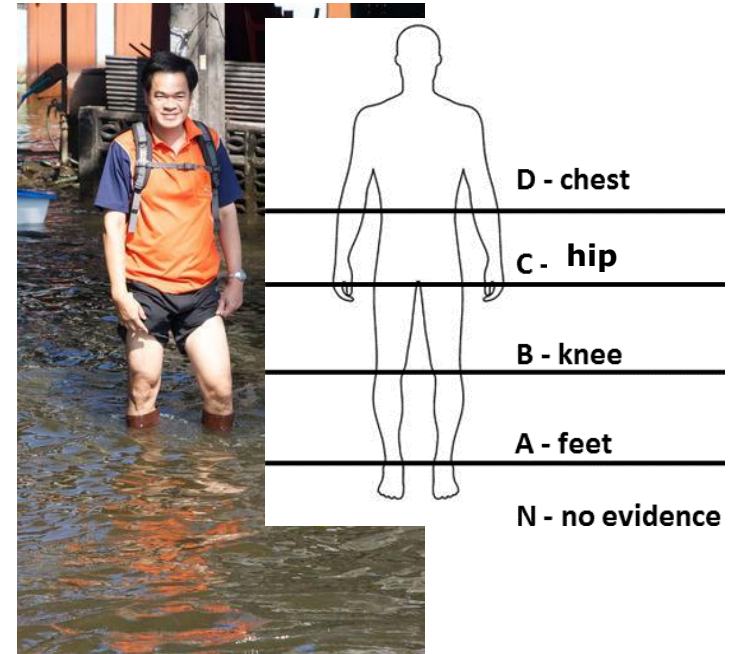 D - chest
C - hip
B - knee
A - feet
N - no evidence